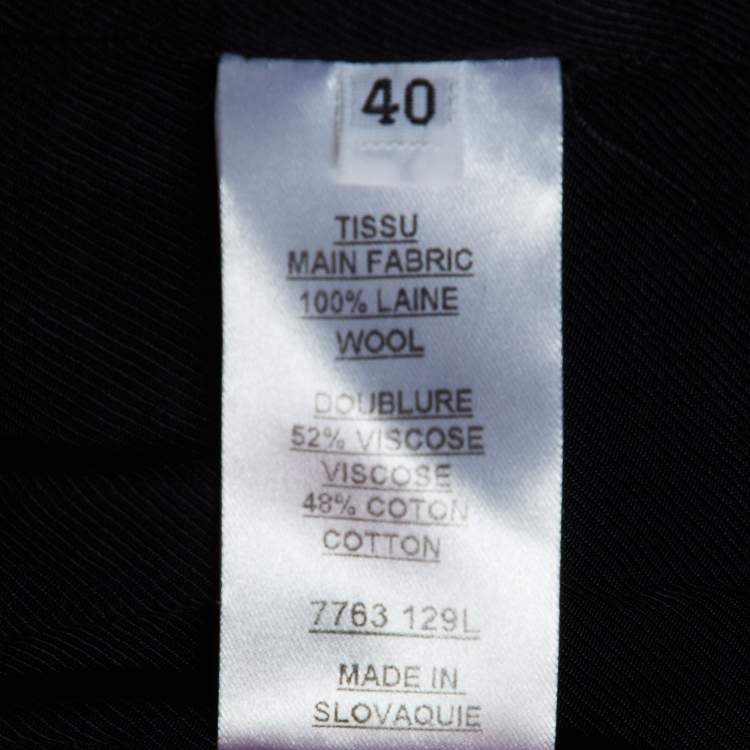 40
TISSU
MAIN FABRIC
100% LAINE
WOOL
DOUBLURE
52% VISCOSE
VISCOSE
48% COTON
COTTON
7763 129L
MADE IN
SLOVAQUIE